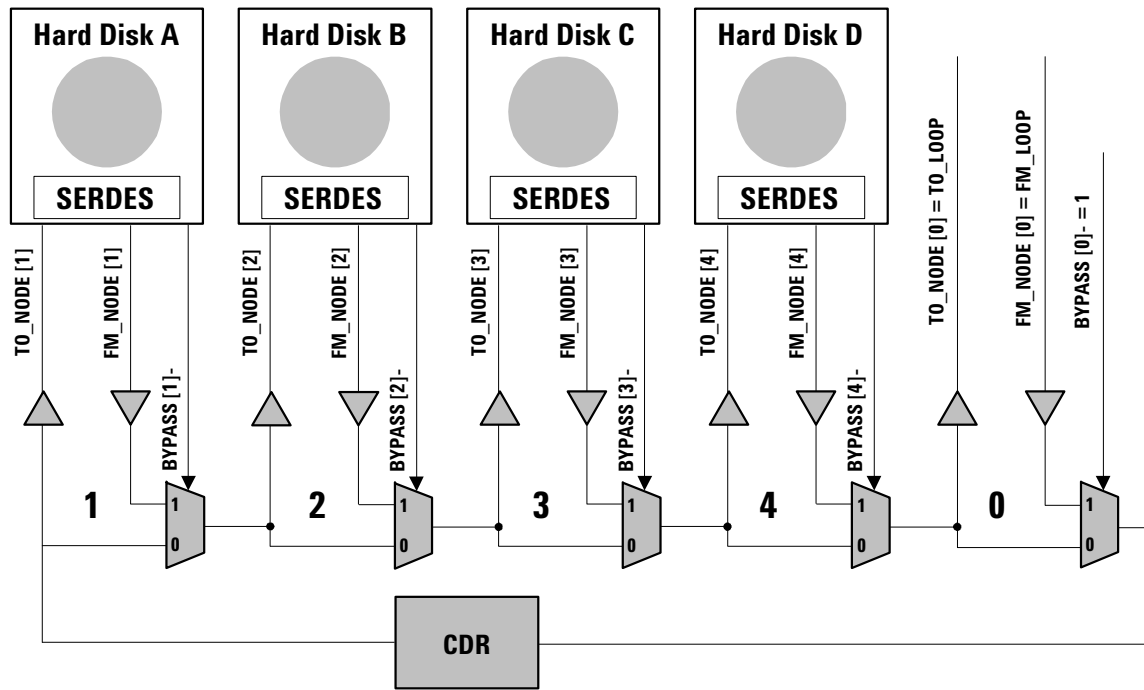 Hard Disk A
Hard Disk B
Hard Disk C
Hard Disk D
SERDES
SERDES
SERDES
SERDES
TO_NODE [1]
FM_NODE [1]
BYPASS [1]-
TO_NODE [2]
FM_NODE [2]
BYPASS [2]-
TO_NODE [3]
FM_NODE [3]
BYPASS [3]-
TO_NODE [4]
FM_NODE [4]
BYPASS [4]-
TO_NODE [0] = TO_LOOP
FM_NODE [0] = FM_LOOP
BYPASS [0]- = 1
1
1
0
2
1
0
3
1
0
4
1
0
0
1
0
CDR